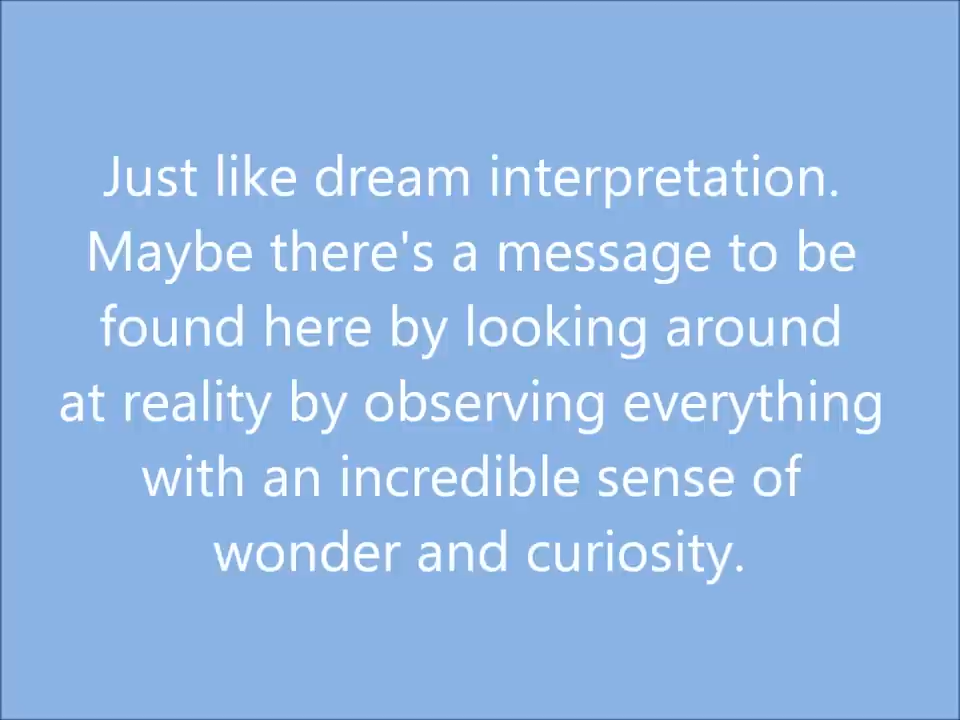 Just like dream interpretation.
Maybe there's a message to be
found here by looking around
at reality by observing everything
with an incredible sense of
wonder and curiosity.